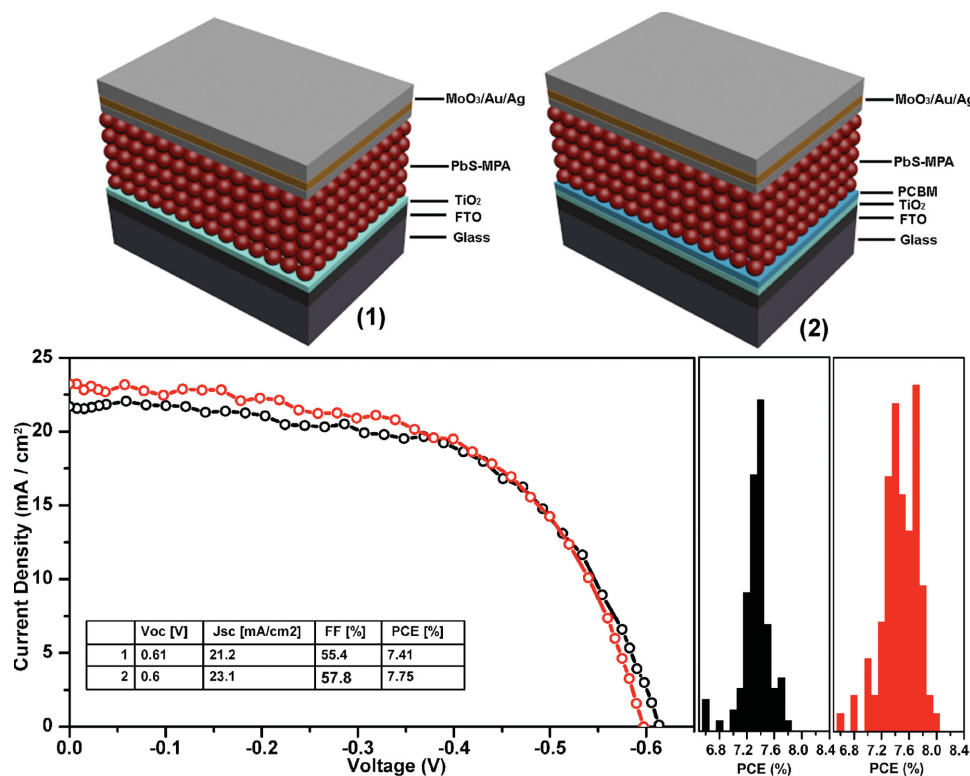 MoO₃/Au/Ag
PbS-MPA
TiO₂
FTO
Glass
(1)
MoO₃/Au/Ag
PbS-MPA
PCBM
TiO₂
FTO
Glass
(2)
Current Density (mA / cm²)
25
20
15
10
5
0
Voc [V] Jsc [mA/cm2] FF [%] PCE [%]
1 0.61 21.2 55.4 7.41
2 0.6 23.1 57.8 7.75
0.0 -0.1 -0.2 -0.3 -0.4 -0.5 -0.6
Voltage (V)
6.8 7.2 7.6 8.0 8.4
PCE (%)
6.8 7.2 7.6 8.0 8.4
PCE (%)